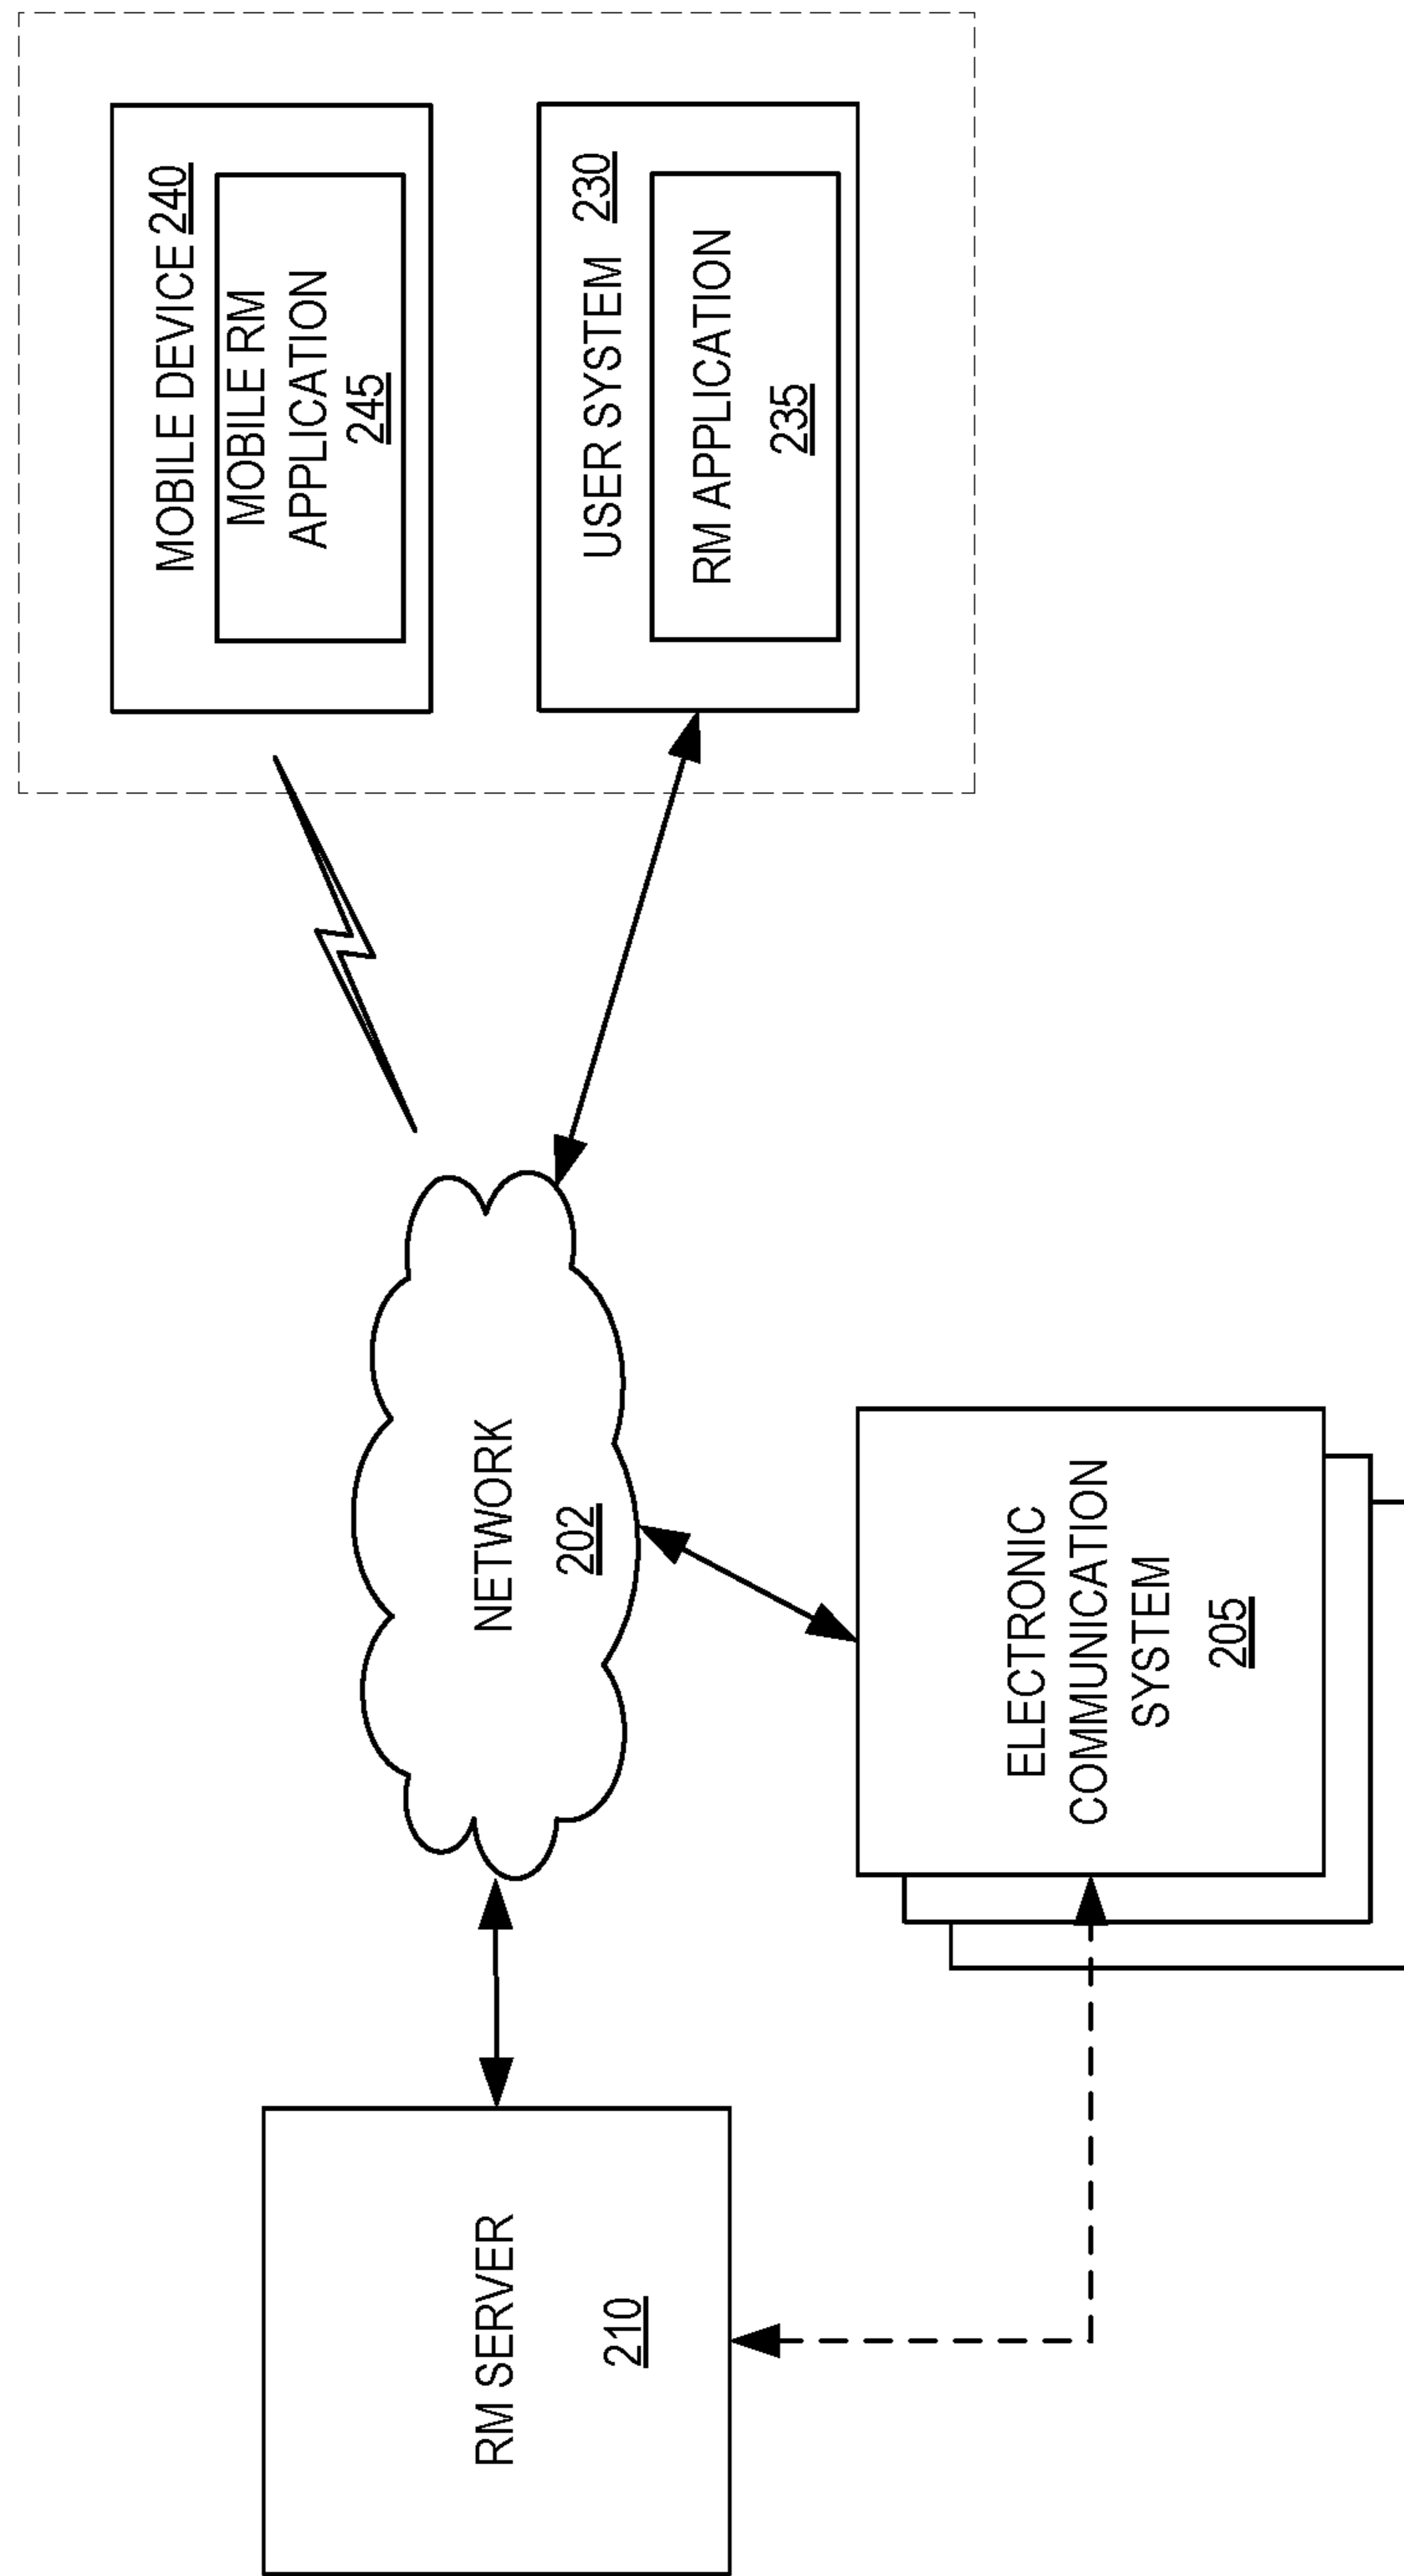 MOBILE DEVICE 240
MOBILE RM
APPLICATION
245
USER SYSTEM 230
RM APPLICATION
235
NETWORK
202
RM SERVER
210
ELECTRONIC
COMMUNICATION
SYSTEM
205